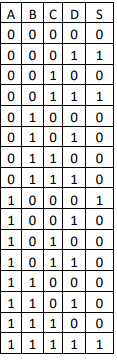 A B C D S
0 0 0 0 0
0 0 0 1 1
0 0 1 0 0
0 0 1 1 1
0 1 0 0 0
0 1 0 1 0
0 1 1 0 0
0 1 1 1 0
1 0 0 0 1
1 0 0 1 0
1 0 1 0 0
1 0 1 1 0
1 1 0 0 0
1 1 0 1 0
1 1 1 0 0
1 1 1 1 1